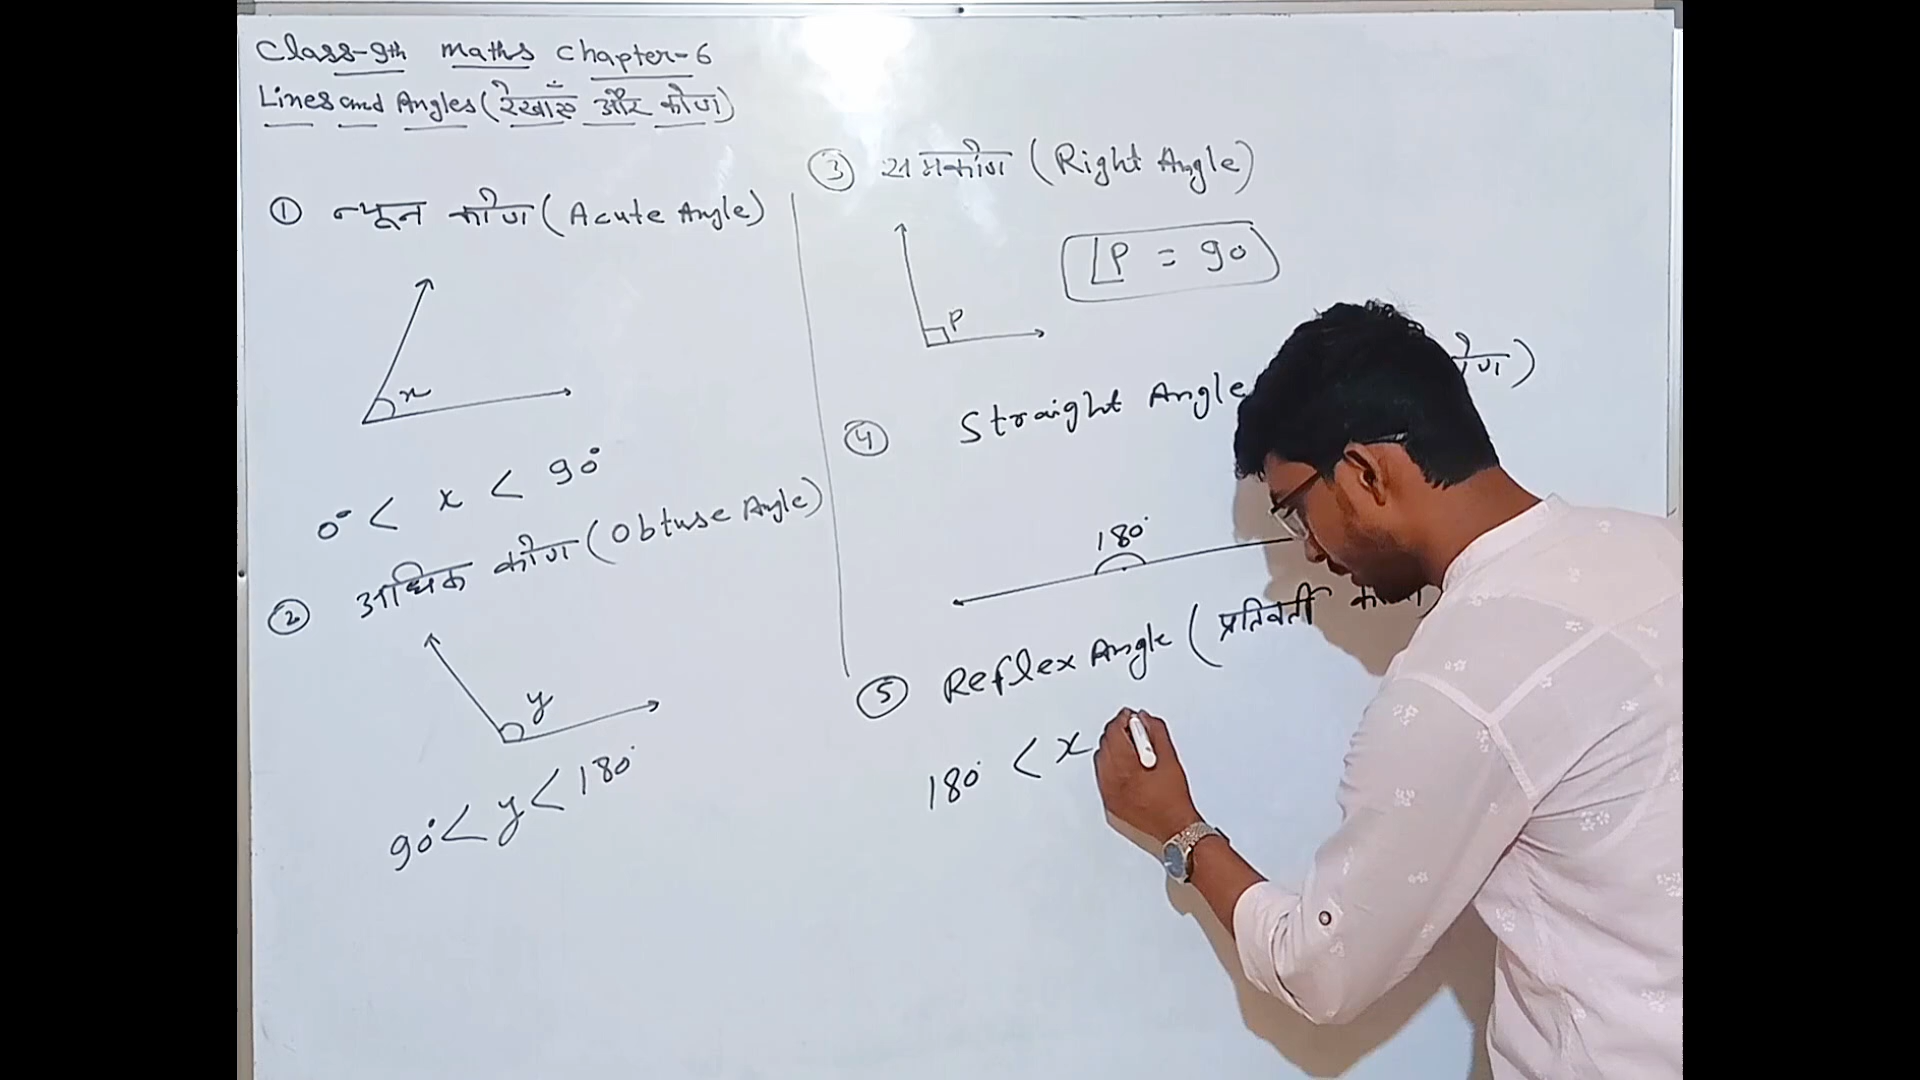 Class-9th maths chapter-6
Lines and Angles (रेखाएँ और कोण)
① न्यून कोण (Acute Angle)
x
0° < x < 90°
② अधिक कोण (Obtuse Angle)
y
90° < y < 180°
③ समकोण (Right Angle)
P
∠P = 90
④ Straight Angle
180°
⑤ Reflex Angle (प्रतिवर्ती
180° < x